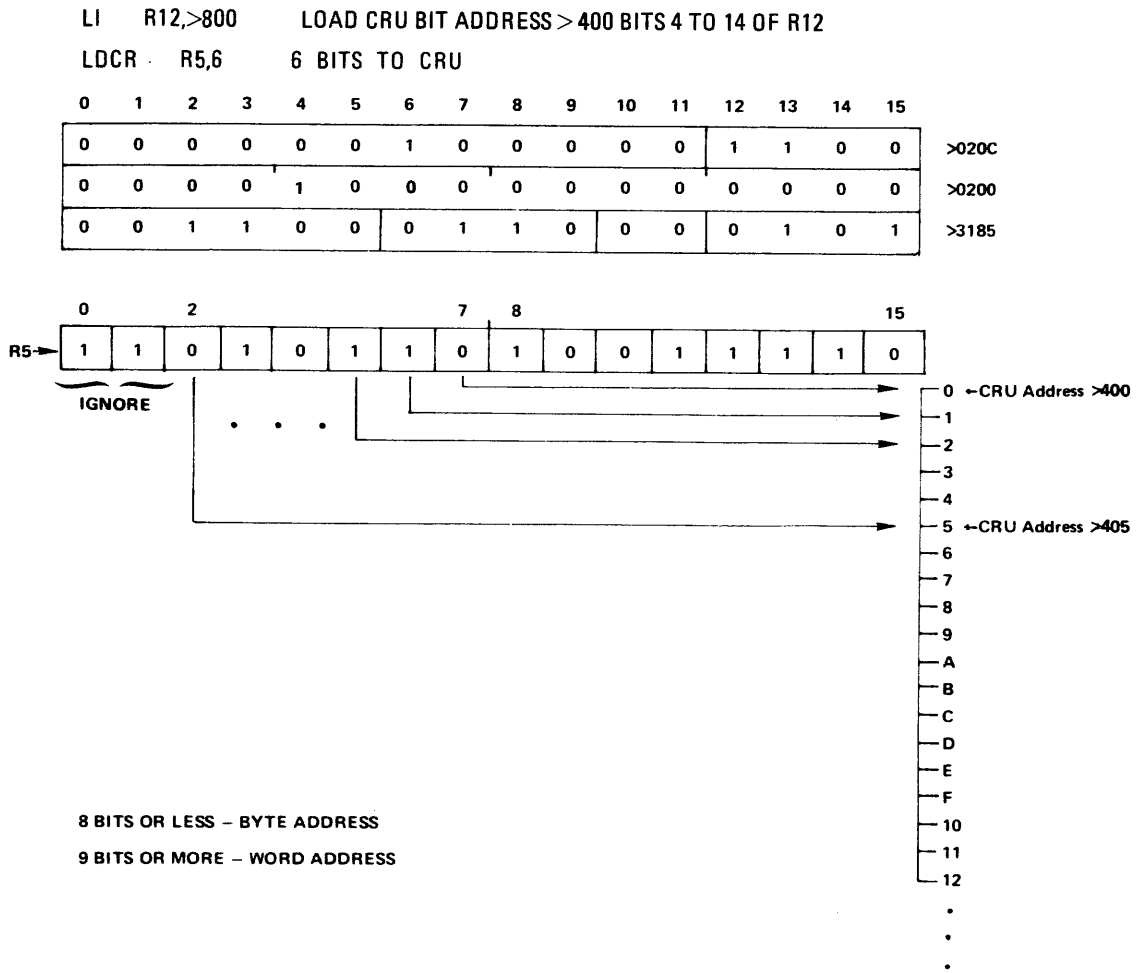 LI R12,>800 LOAD CRU BIT ADDRESS > 400 BITS 4 TO 14 OF R12
LDCR R5,6 6 BITS TO CRU
0 1 2 3 4 5 6 7 8 9 10 11 12 13 14 15
0 0 0 0 0 0 1 0 0 0 0 0 1 1 0 0 >020C
0 0 0 0 1 0 0 0 0 0 0 0 0 0 0 0 >0200
0 0 1 1 0 0 0 1 1 0 0 0 0 1 0 1 >3185
0 2 7 8 15
R5 1 1 0 1 0 1 1 0 1 0 0 1 1 1 1 0
IGNORE
0 ←CRU Address >400
1
2
3
4
5 ←CRU Address >405
6
7
8
9
A
B
C
D
E
F
8 BITS OR LESS – BYTE ADDRESS
10
11
9 BITS OR MORE – WORD ADDRESS
12